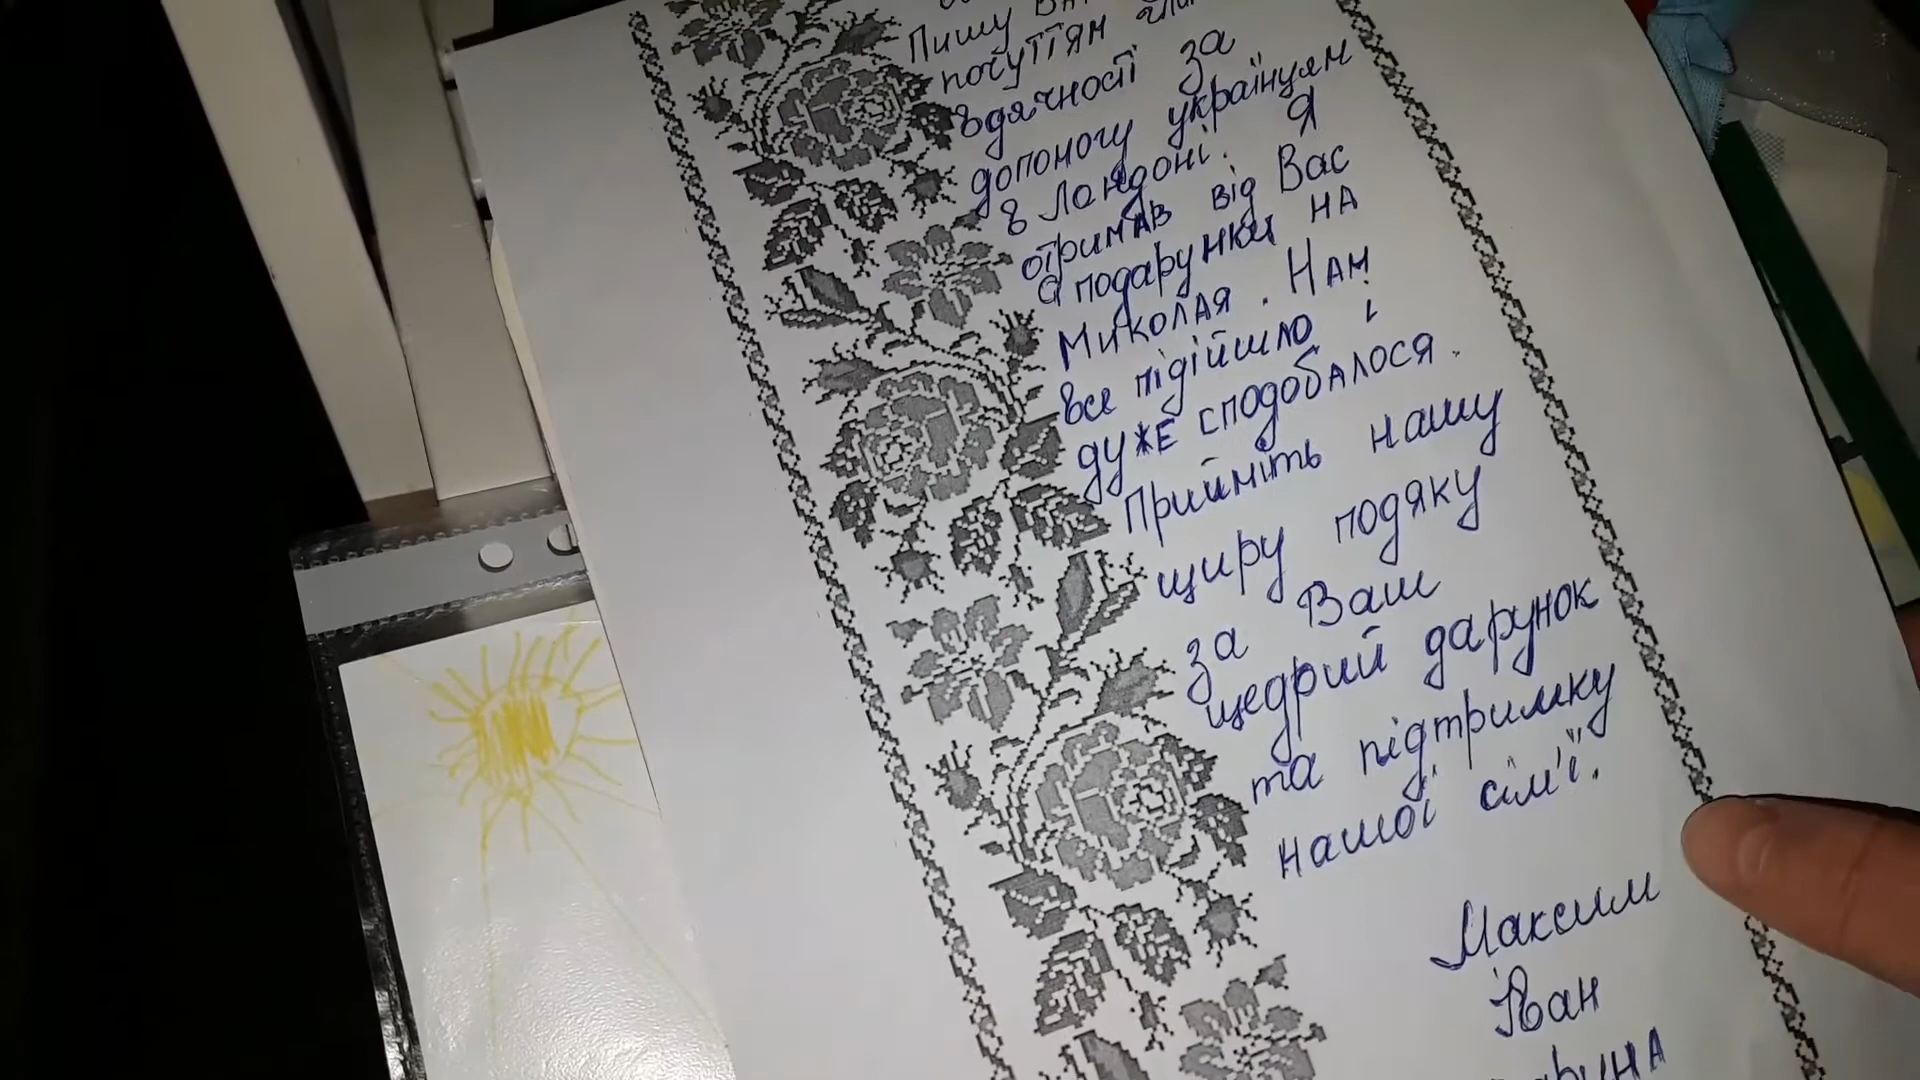 Пишу
почуттям
вдячності за
допомогу українцям
в Лондоні. Я
отримав від Вас
подарунки на
Миколая. Нам
все підійшло і
дуже сподобалося.
Прийміть нашу
щиру подяку
за Ваш
щедрий дарунок
та підтримку
нашої сім'ї.
Максим
Іван